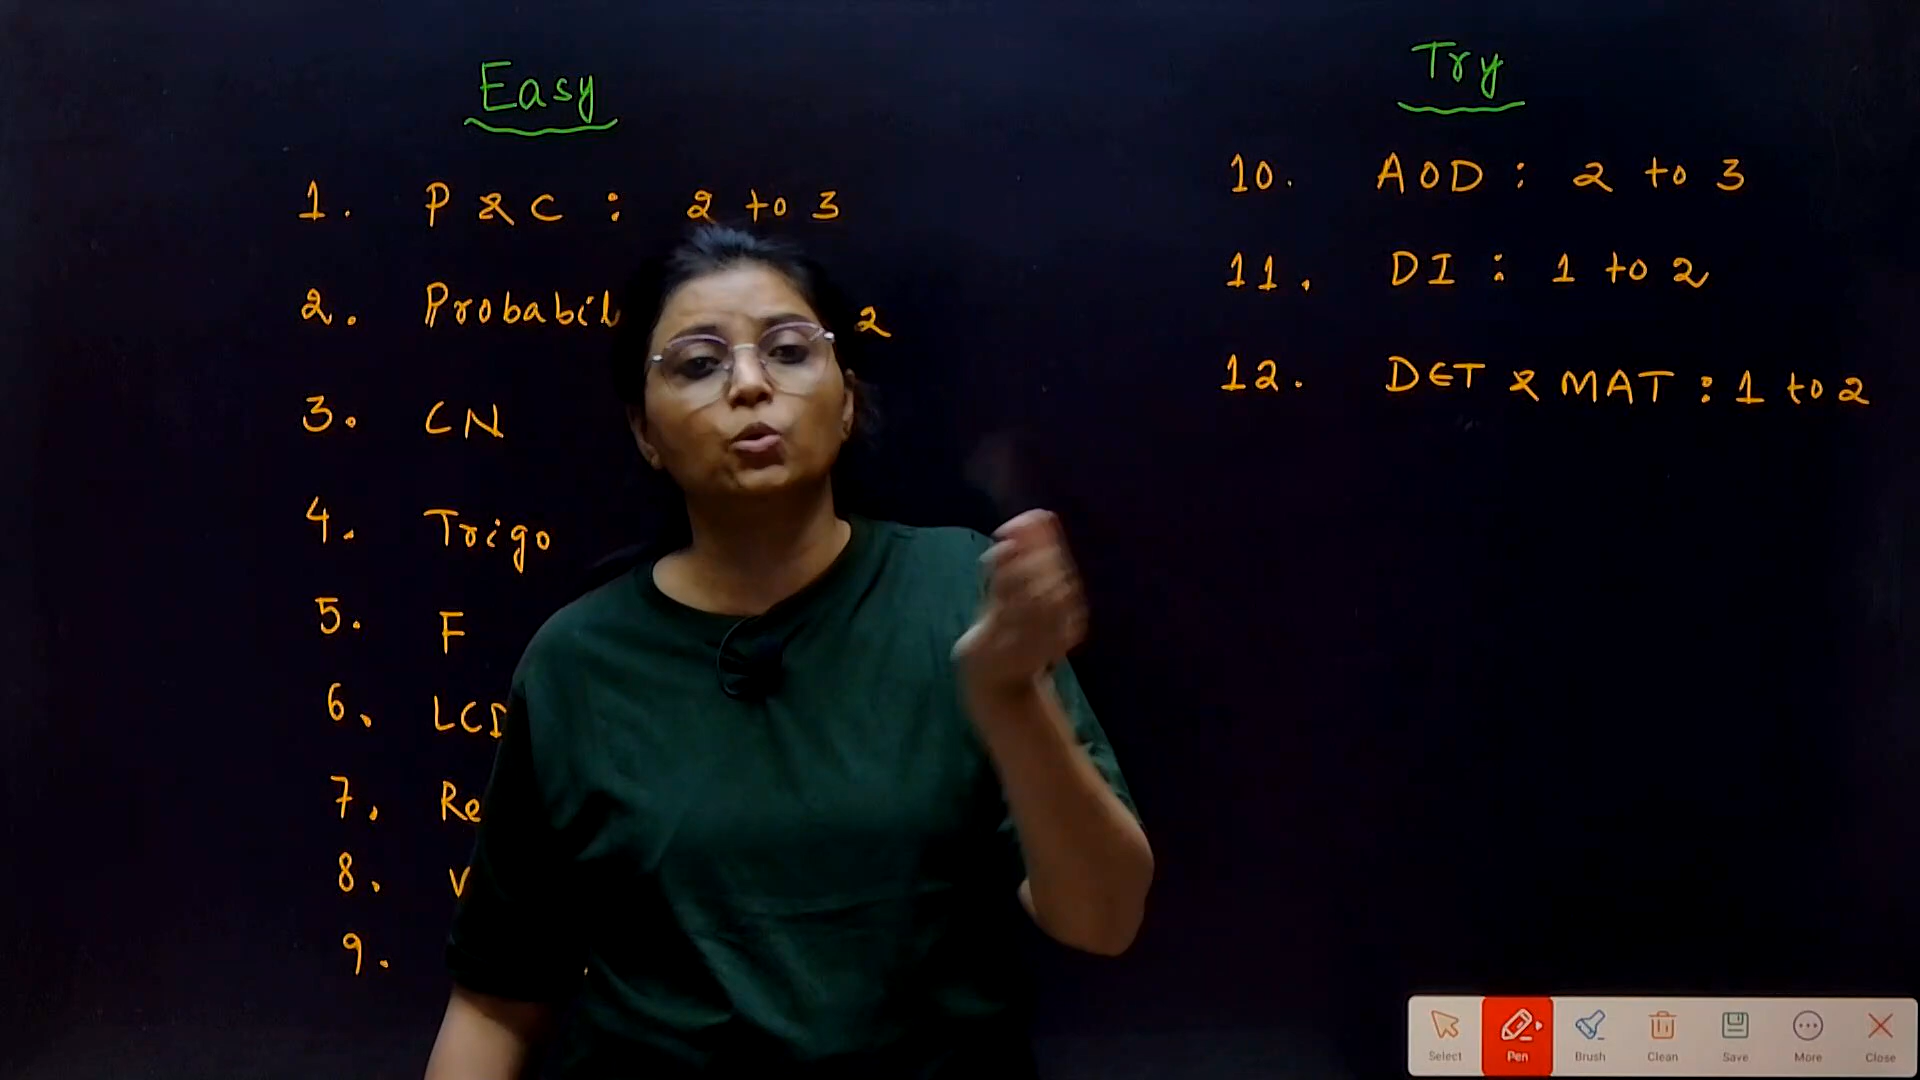 Easy
1. P & C : 2 to 3
2. Probabil 2
3. CN
4. Trigo
5. F
6. LCD
7. Re
8. V
9.
Try
10. AOD : 2 to 3
11. DI : 1 to 2
12. DET & MAT : 1 to 2
Select Pen Brush Clean Save More Close